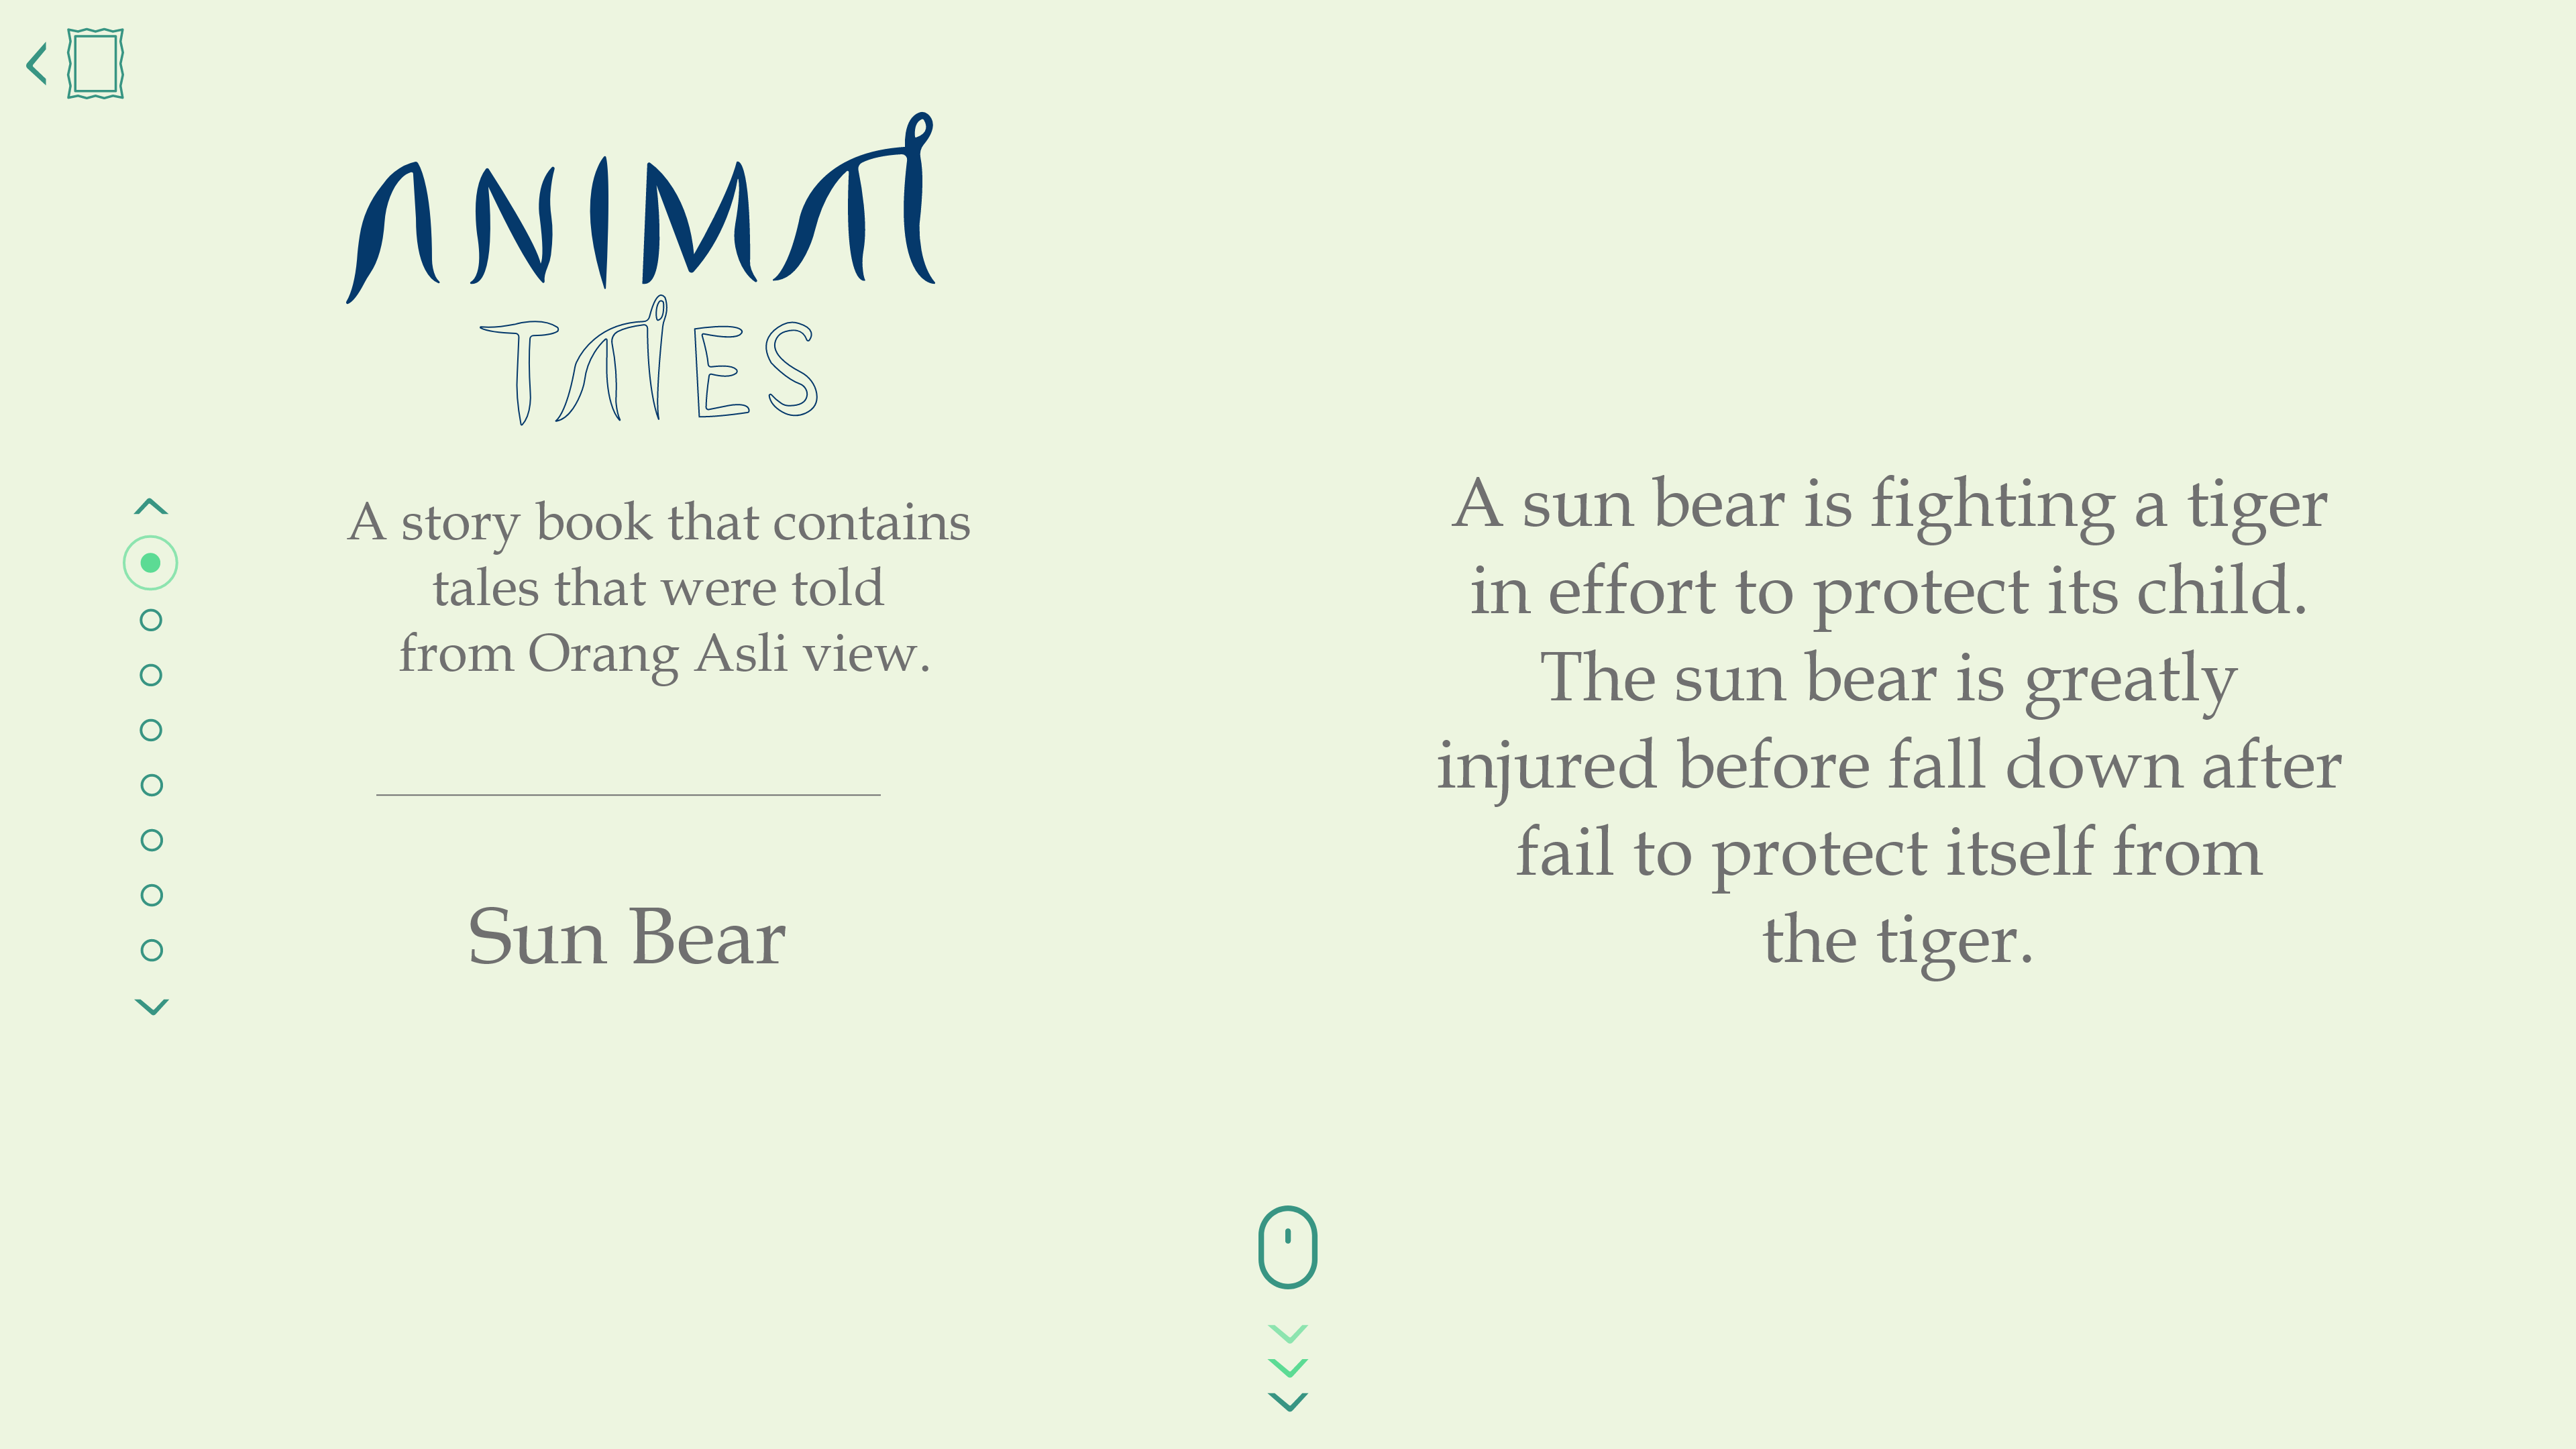 ANIMAL
TALES
A story book that contains
tales that were told
from Orang Asli view.
Sun Bear
A sun bear is fighting a tiger
in effort to protect its child.
The sun bear is greatly
injured before fall down after
fail to protect itself from
the tiger.